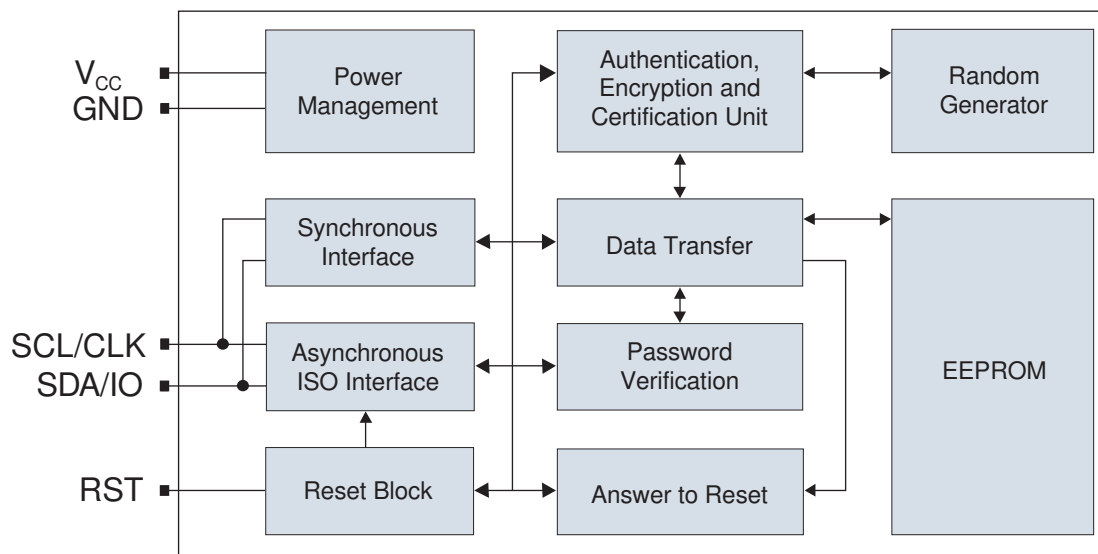 V_CC
GND
Power
Management
Authentication,
Encryption and
Certification Unit
Random
Generator
Synchronous
Interface
Data Transfer
EEPROM
SCL/CLK
SDA/IO
Asynchronous
ISO Interface
Password
Verification
RST
Reset Block
Answer to Reset